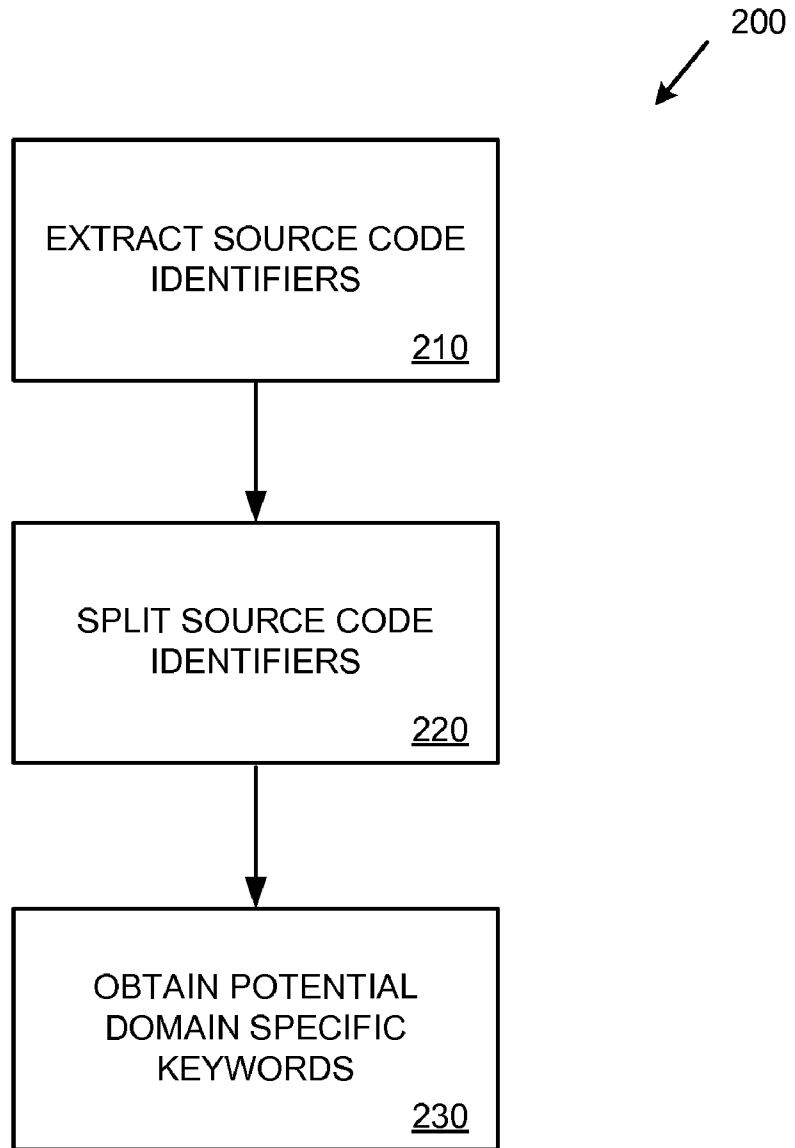 200
EXTRACT SOURCE CODE
IDENTIFIERS
210
SPLIT SOURCE CODE
IDENTIFIERS
220
OBTAIN POTENTIAL
DOMAIN SPECIFIC
KEYWORDS
230